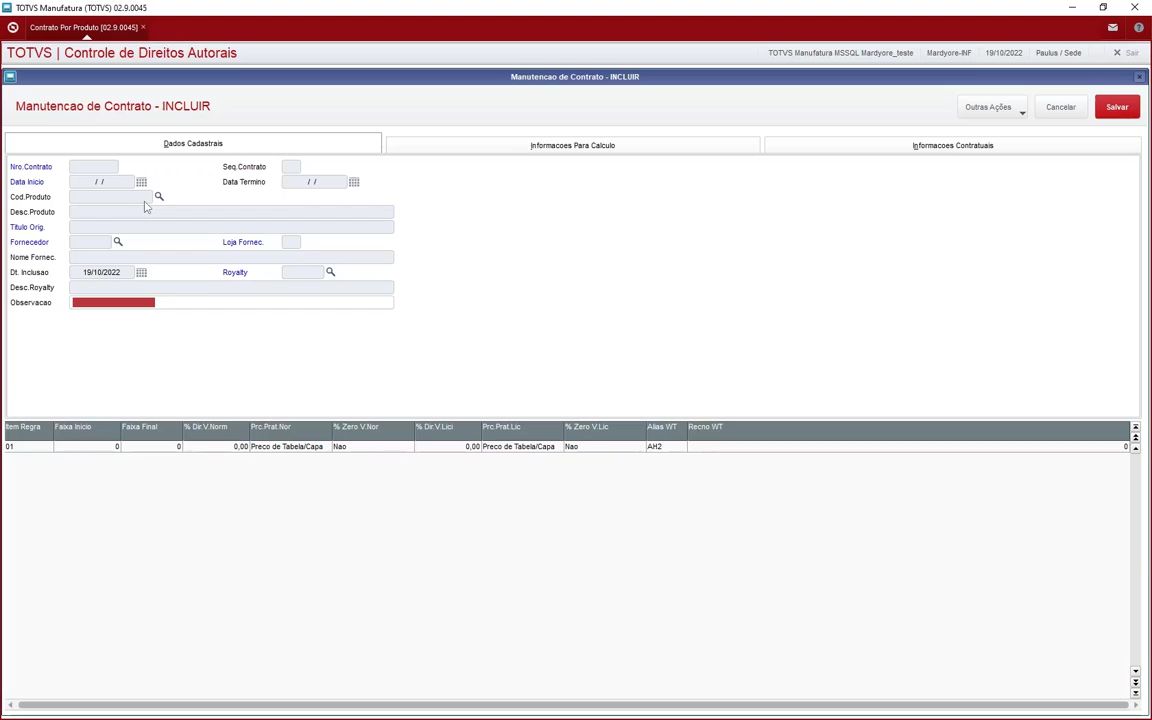 TOTVS Manufatura (TOTVS) 02.9.0045
Contrato Por Produto [02.9.0045] ×
TOTVS | Controle de Direitos Autorais
TOTVS Manufatura MSSQL Mardyore_teste Mardyore-INF 19/10/2022 Paulus / Sede Sair
Manutencao de Contrato - INCLUIR
Manutencao de Contrato - INCLUIR
Outras Ações Cancelar Salvar
Dados Cadastrais Informacoes Para Calculo Informacoes Contratuais
Nro.Contrato Seq.Contrato
Data Inicio / / Data Termino / /
Cod.Produto
Desc.Produto
Titulo Orig.
Fornecedor Loja Fornec.
Nome Fornec.
Dt. Inclusao 19/10/2022 Royalty
Desc.Royalty
Observacao
Item Regra Faixa Inicio Faixa Final % Dir.V.Norm Prc.Prat.Nor % Zero V.Nor % Dir.V.Lici Prc.Prat.Lic % Zero V.Lic Alias WT Recno WT
01 0 0 0,00 Preco de Tabela/Capa Nao 0,00 Preco de Tabela/Capa Nao AH2 0